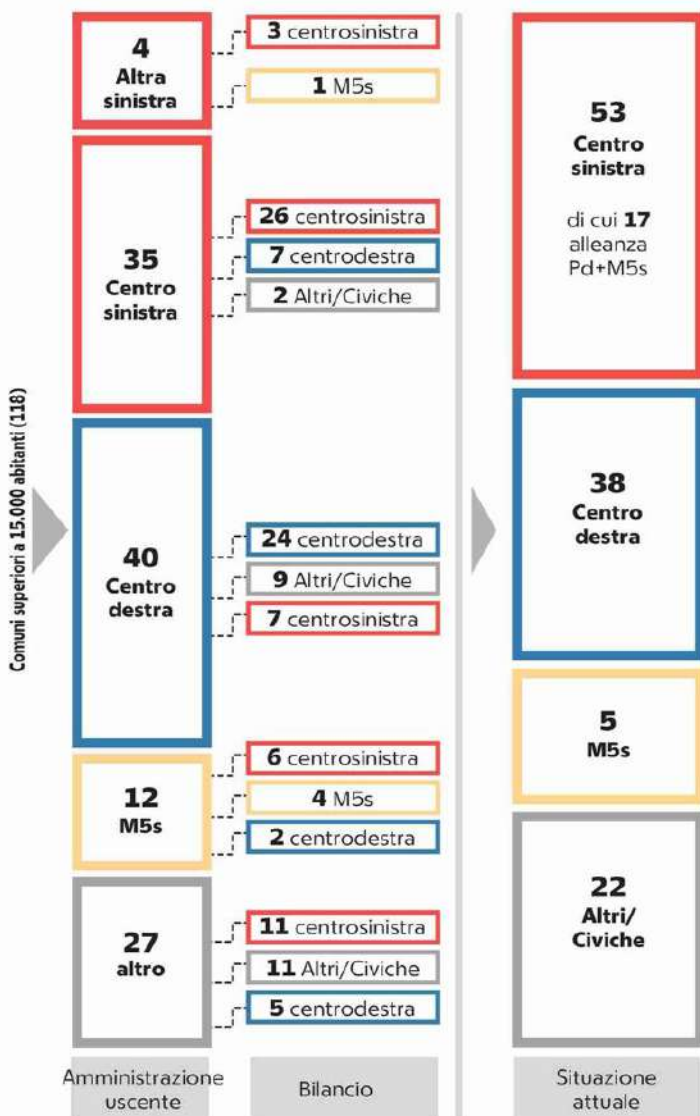 Comuni superiori a 15.000 abitanti (118)
4
Altra
sinistra
3 centrosinistra
1 M5s
35
Centro
sinistra
26 centrosinistra
7 centrodestra
2 Altri/Civiche
40
Centro
destra
24 centrodestra
9 Altri/Civiche
7 centrosinistra
12
M5s
6 centrosinistra
4 M5s
2 centrodestra
27
altro
11 centrosinistra
11 Altri/Civiche
5 centrodestra
53
Centro
sinistra
di cui 17
alleanza
Pd+M5s
38
Centro
destra
5
M5s
22
Altri/
Civiche
Amministrazione
uscente
Bilancio
Situazione
attuale